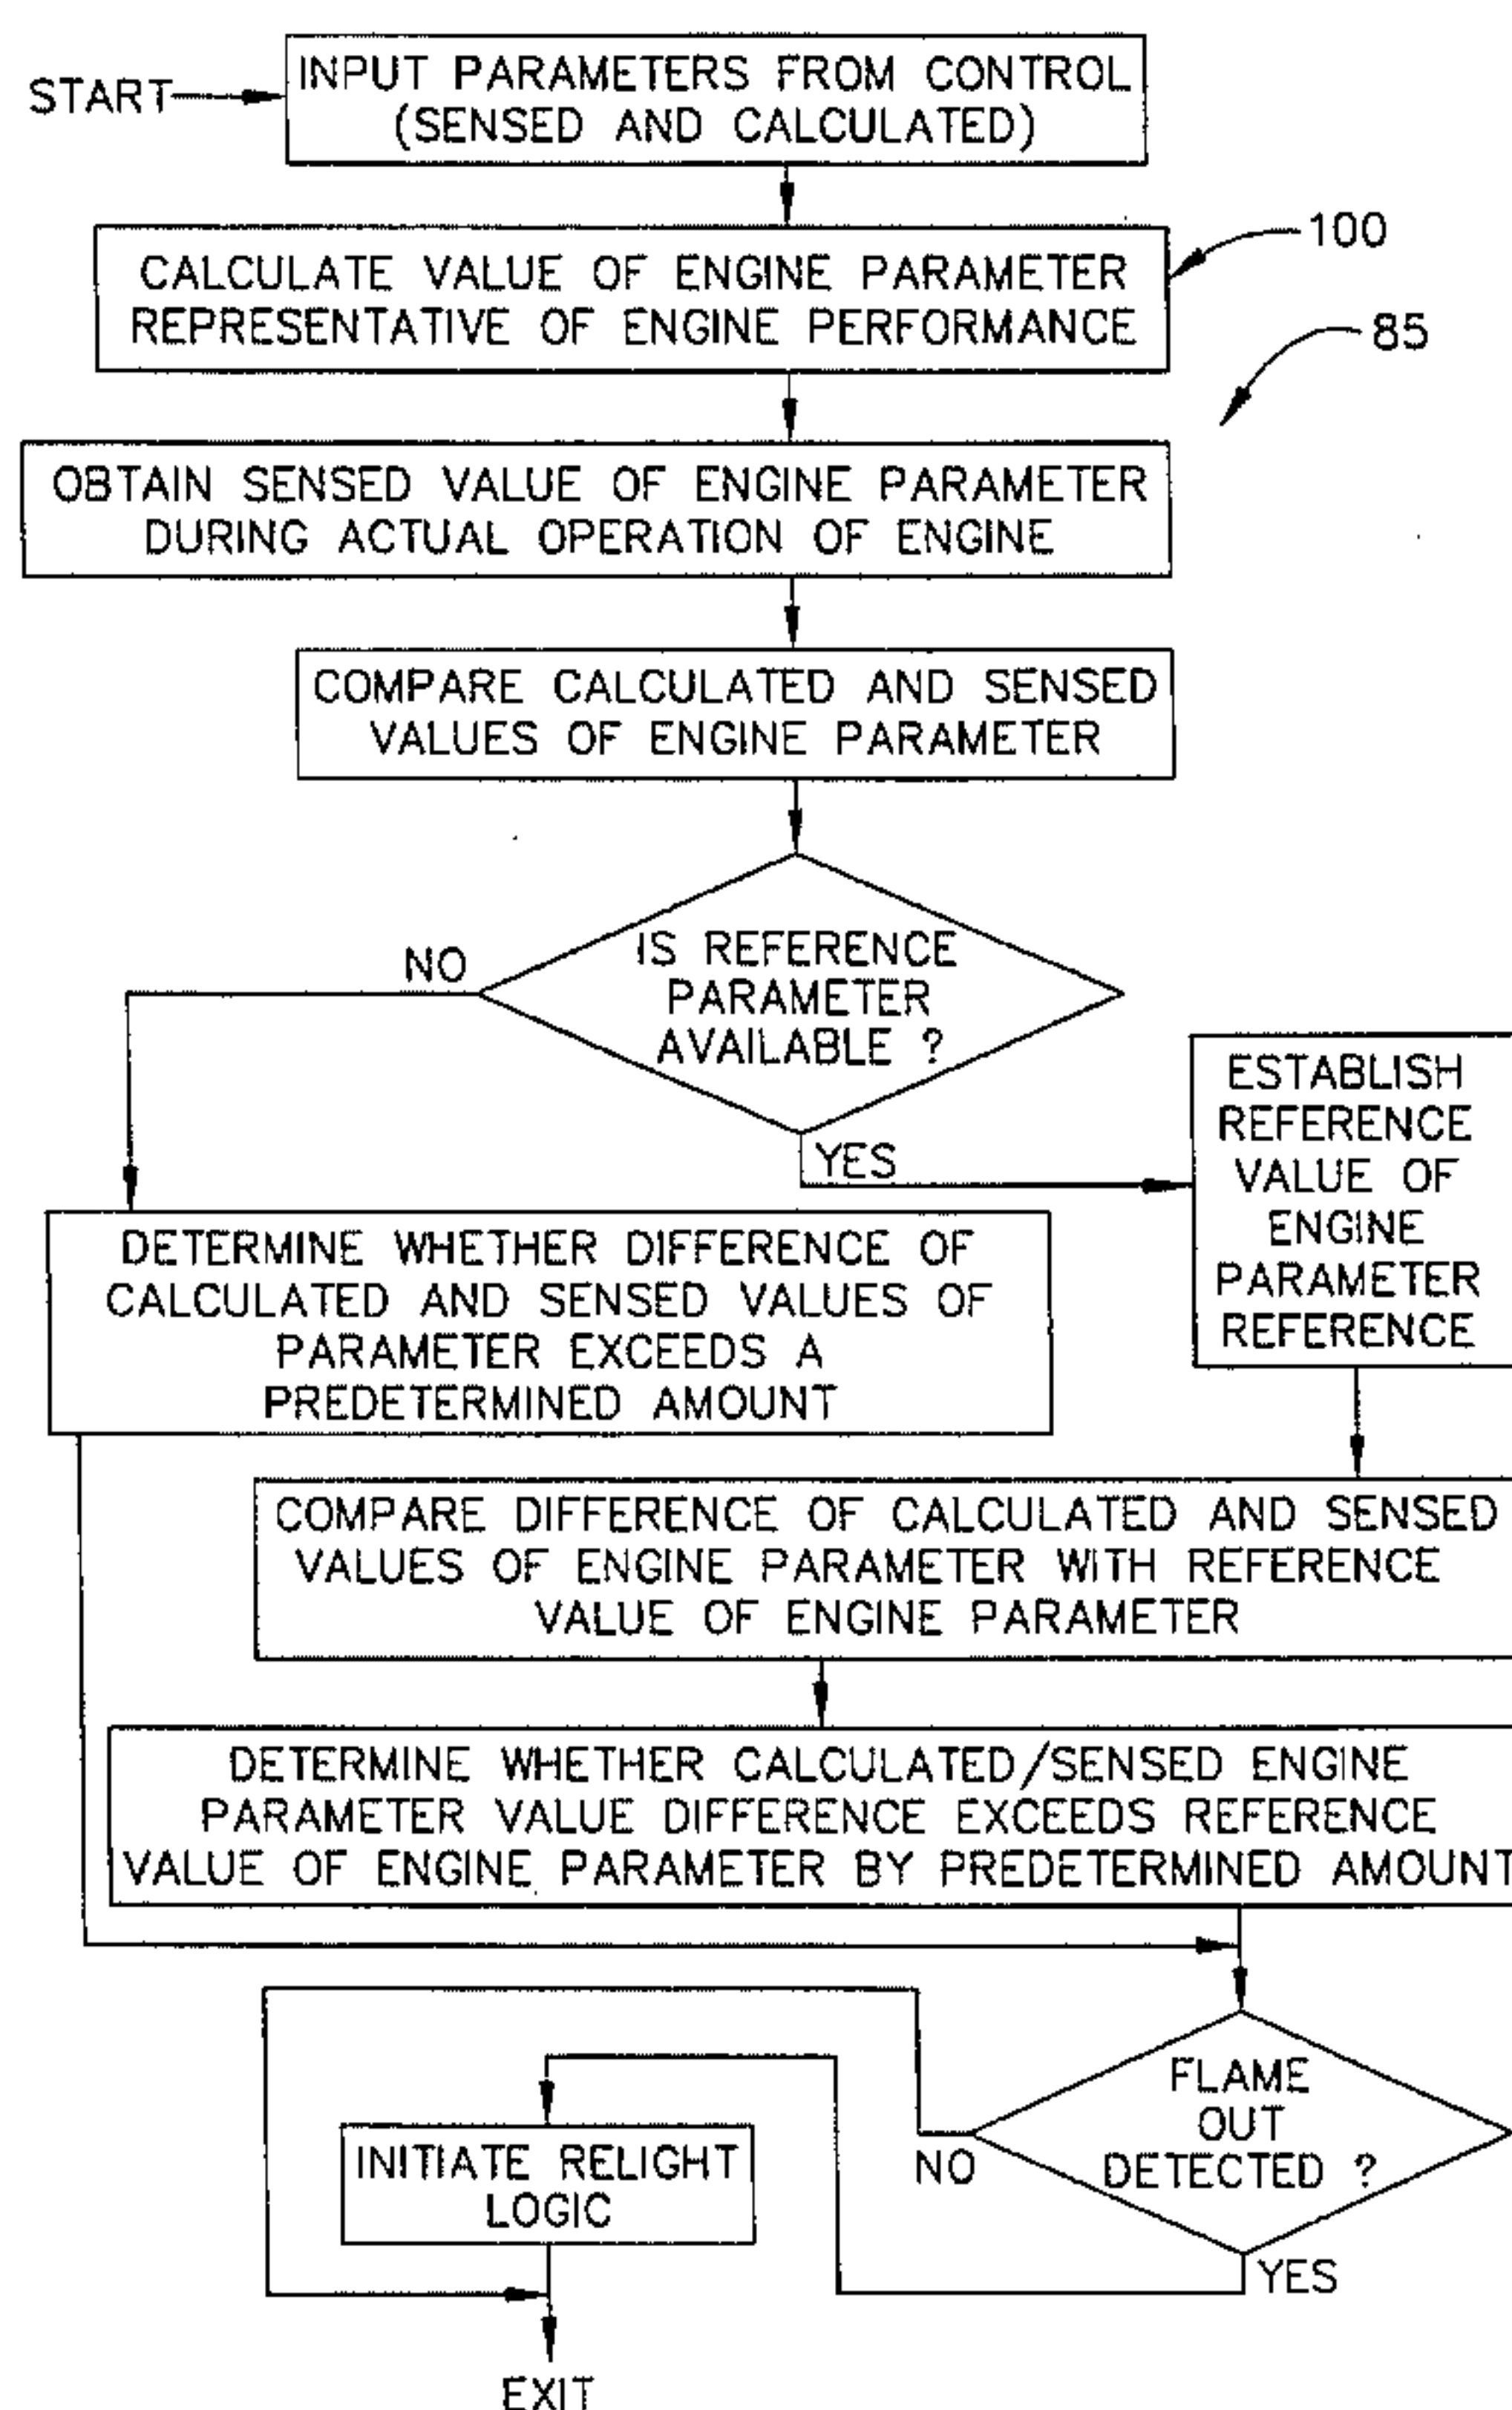 START
INPUT PARAMETERS FROM CONTROL
(SENSED AND CALCULATED)
100
CALCULATE VALUE OF ENGINE PARAMETER
REPRESENTATIVE OF ENGINE PERFORMANCE
85
OBTAIN SENSED VALUE OF ENGINE PARAMETER
DURING ACTUAL OPERATION OF ENGINE
COMPARE CALCULATED AND SENSED
VALUES OF ENGINE PARAMETER
IS REFERENCE
PARAMETER
AVAILABLE ?
NO
YES
ESTABLISH
REFERENCE
VALUE OF
ENGINE
PARAMETER
REFERENCE
DETERMINE WHETHER DIFFERENCE OF
CALCULATED AND SENSED VALUES OF
PARAMETER EXCEEDS A
PREDETERMINED AMOUNT
COMPARE DIFFERENCE OF CALCULATED AND SENSED
VALUES OF ENGINE PARAMETER WITH REFERENCE
VALUE OF ENGINE PARAMETER
DETERMINE WHETHER CALCULATED/SENSED ENGINE
PARAMETER VALUE DIFFERENCE EXCEEDS REFERENCE
VALUE OF ENGINE PARAMETER BY PREDETERMINED AMOUNT
FLAME
OUT
DETECTED ?
NO
YES
INITIATE RELIGHT
LOGIC
EXIT